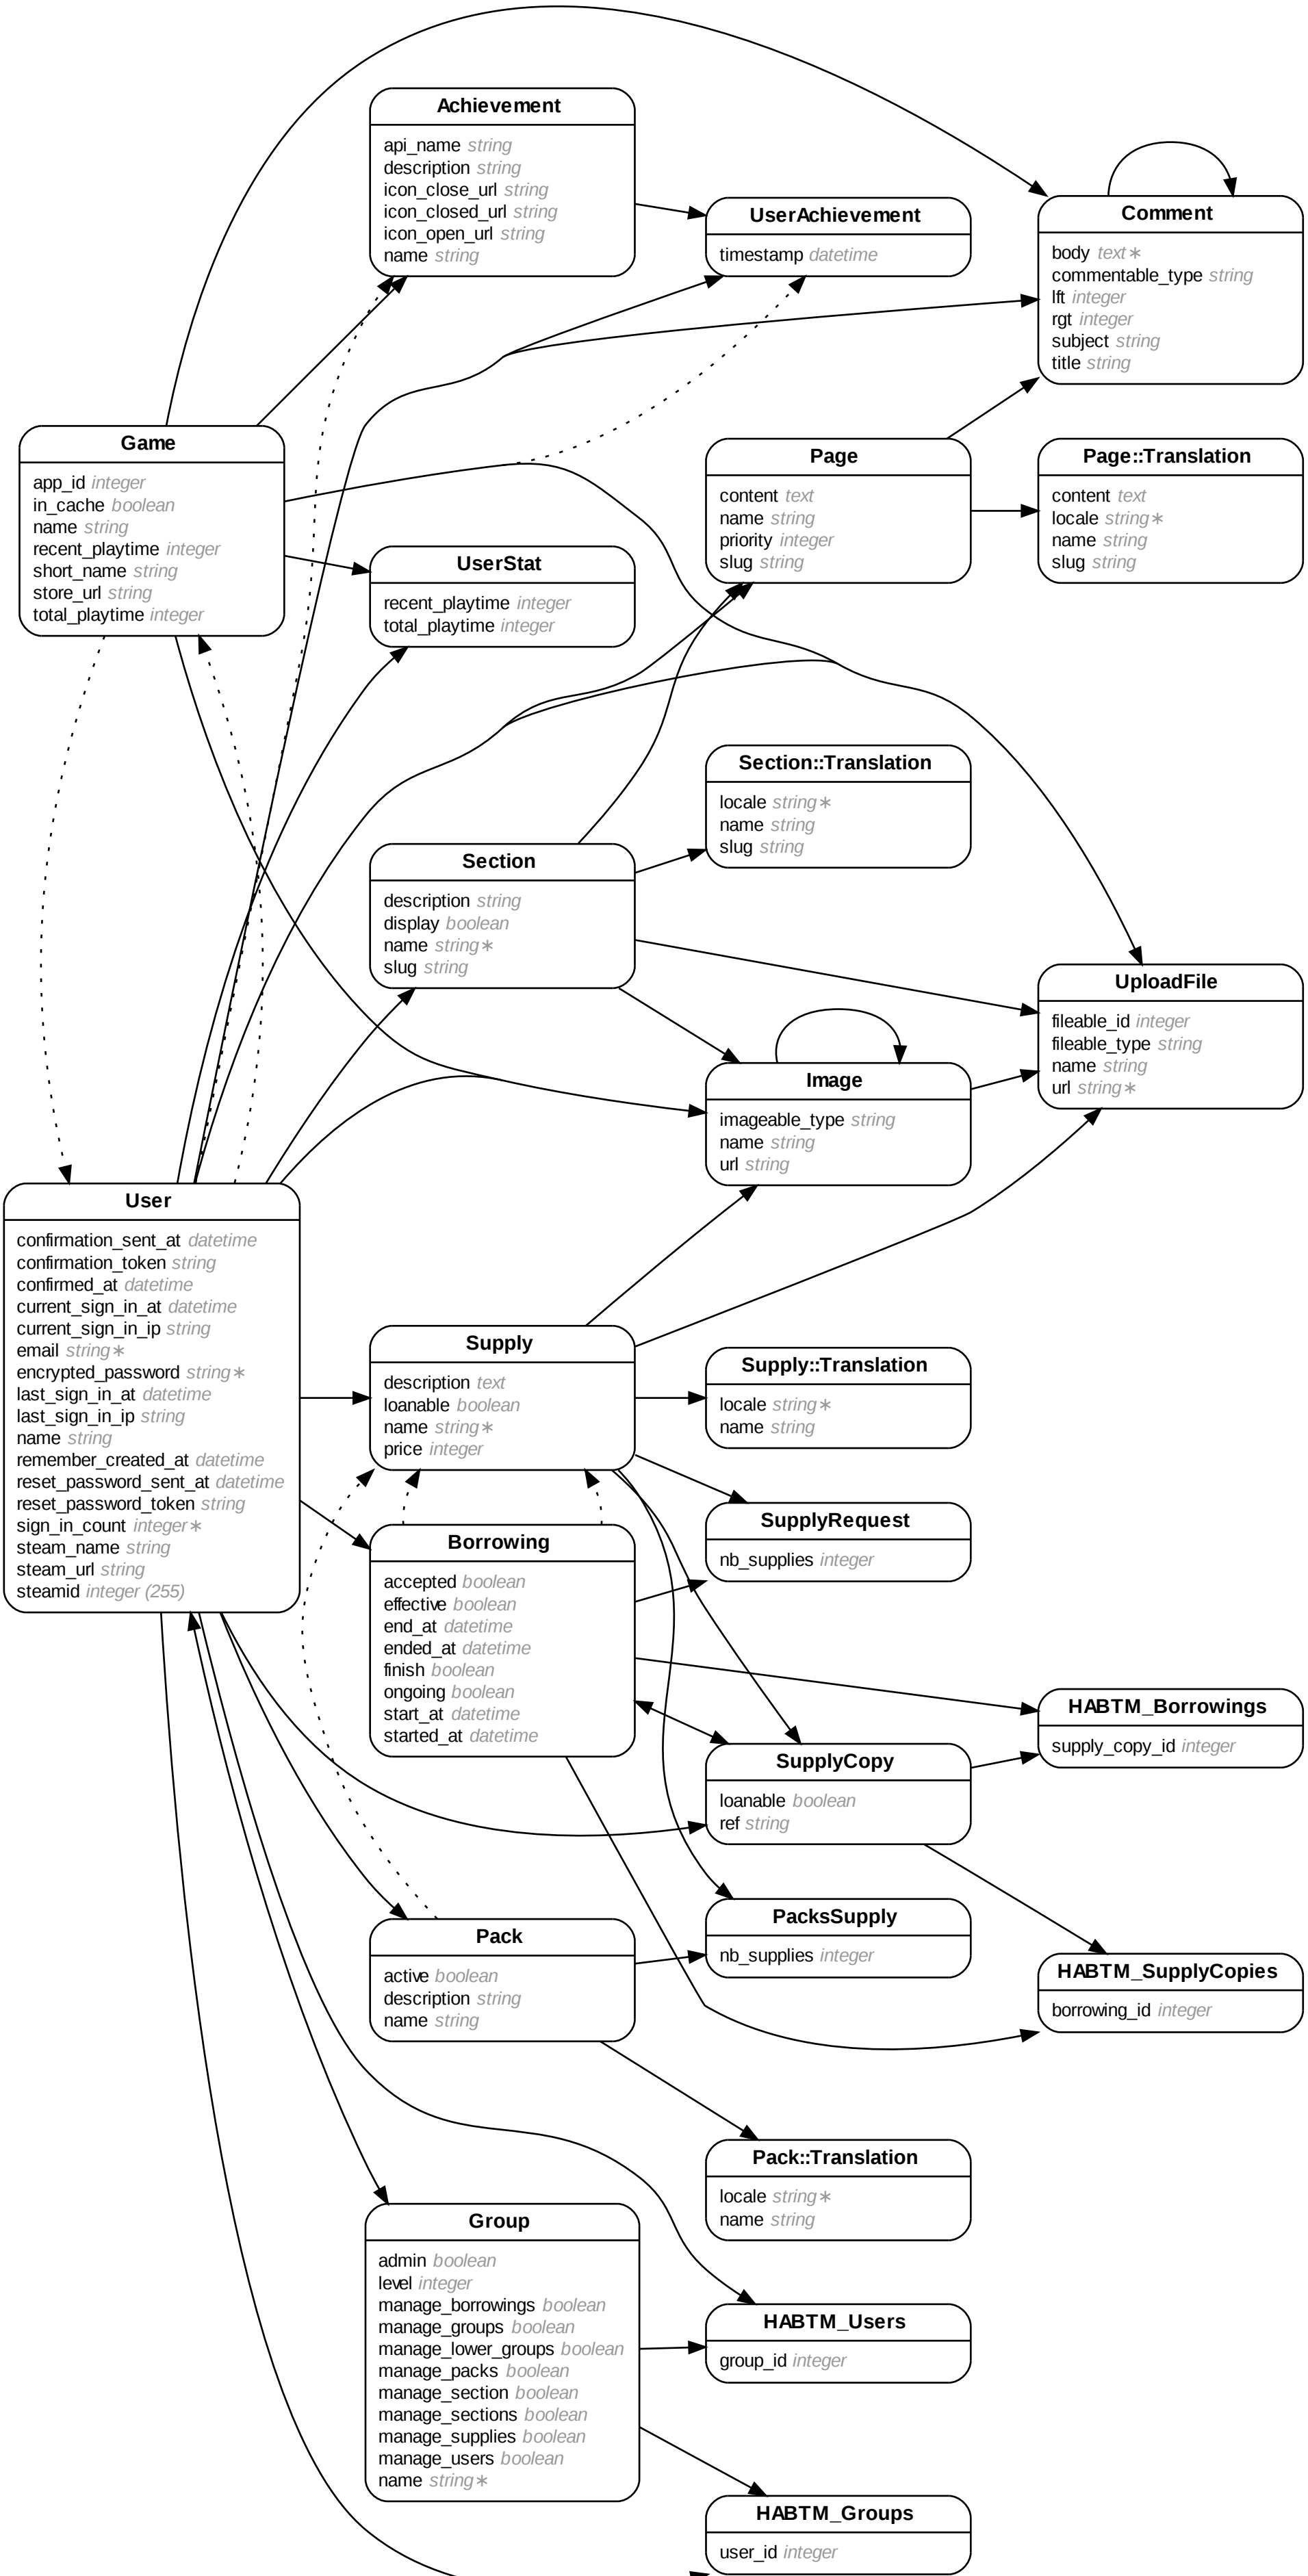 Achievement
api_name string
description string
icon_close_url string
icon_closed_url string
icon_open_url string
name string
UserAchievement
timestamp datetime
Comment
body text∗
commentable_type string
lft integer
rgt integer
subject string
title string
Game
app_id integer
in_cache boolean
name string
recent_playtime integer
short_name string
store_url string
total_playtime integer
UserStat
recent_playtime integer
total_playtime integer
Page
content text
name string
priority integer
slug string
Page::Translation
content text
locale string∗
name string
slug string
Section::Translation
locale string∗
name string
slug string
Section
description string
display boolean
name string∗
slug string
UploadFile
fileable_id integer
fileable_type string
name string
url string∗
Image
imageable_type string
name string
url string
User
confirmation_sent_at datetime
confirmation_token string
confirmed_at datetime
current_sign_in_at datetime
current_sign_in_ip string
email string∗
encrypted_password string∗
last_sign_in_at datetime
last_sign_in_ip string
name string
remember_created_at datetime
reset_password_sent_at datetime
reset_password_token string
sign_in_count integer∗
steam_name string
steam_url string
steamid integer (255)
Supply
description text
loanable boolean
name string∗
price integer
Supply::Translation
locale string∗
name string
SupplyRequest
nb_supplies integer
Borrowing
accepted boolean
effective boolean
end_at datetime
ended_at datetime
finish boolean
ongoing boolean
start_at datetime
started_at datetime
HABTM_Borrowings
supply_copy_id integer
SupplyCopy
loanable boolean
ref string
PacksSupply
nb_supplies integer
Pack
active boolean
description string
name string
HABTM_SupplyCopies
borrowing_id integer
Pack::Translation
locale string∗
name string
Group
admin boolean
level integer
manage_borrowings boolean
manage_groups boolean
manage_lower_groups boolean
manage_packs boolean
manage_section boolean
manage_sections boolean
manage_supplies boolean
manage_users boolean
name string∗
HABTM_Users
group_id integer
HABTM_Groups
user_id integer